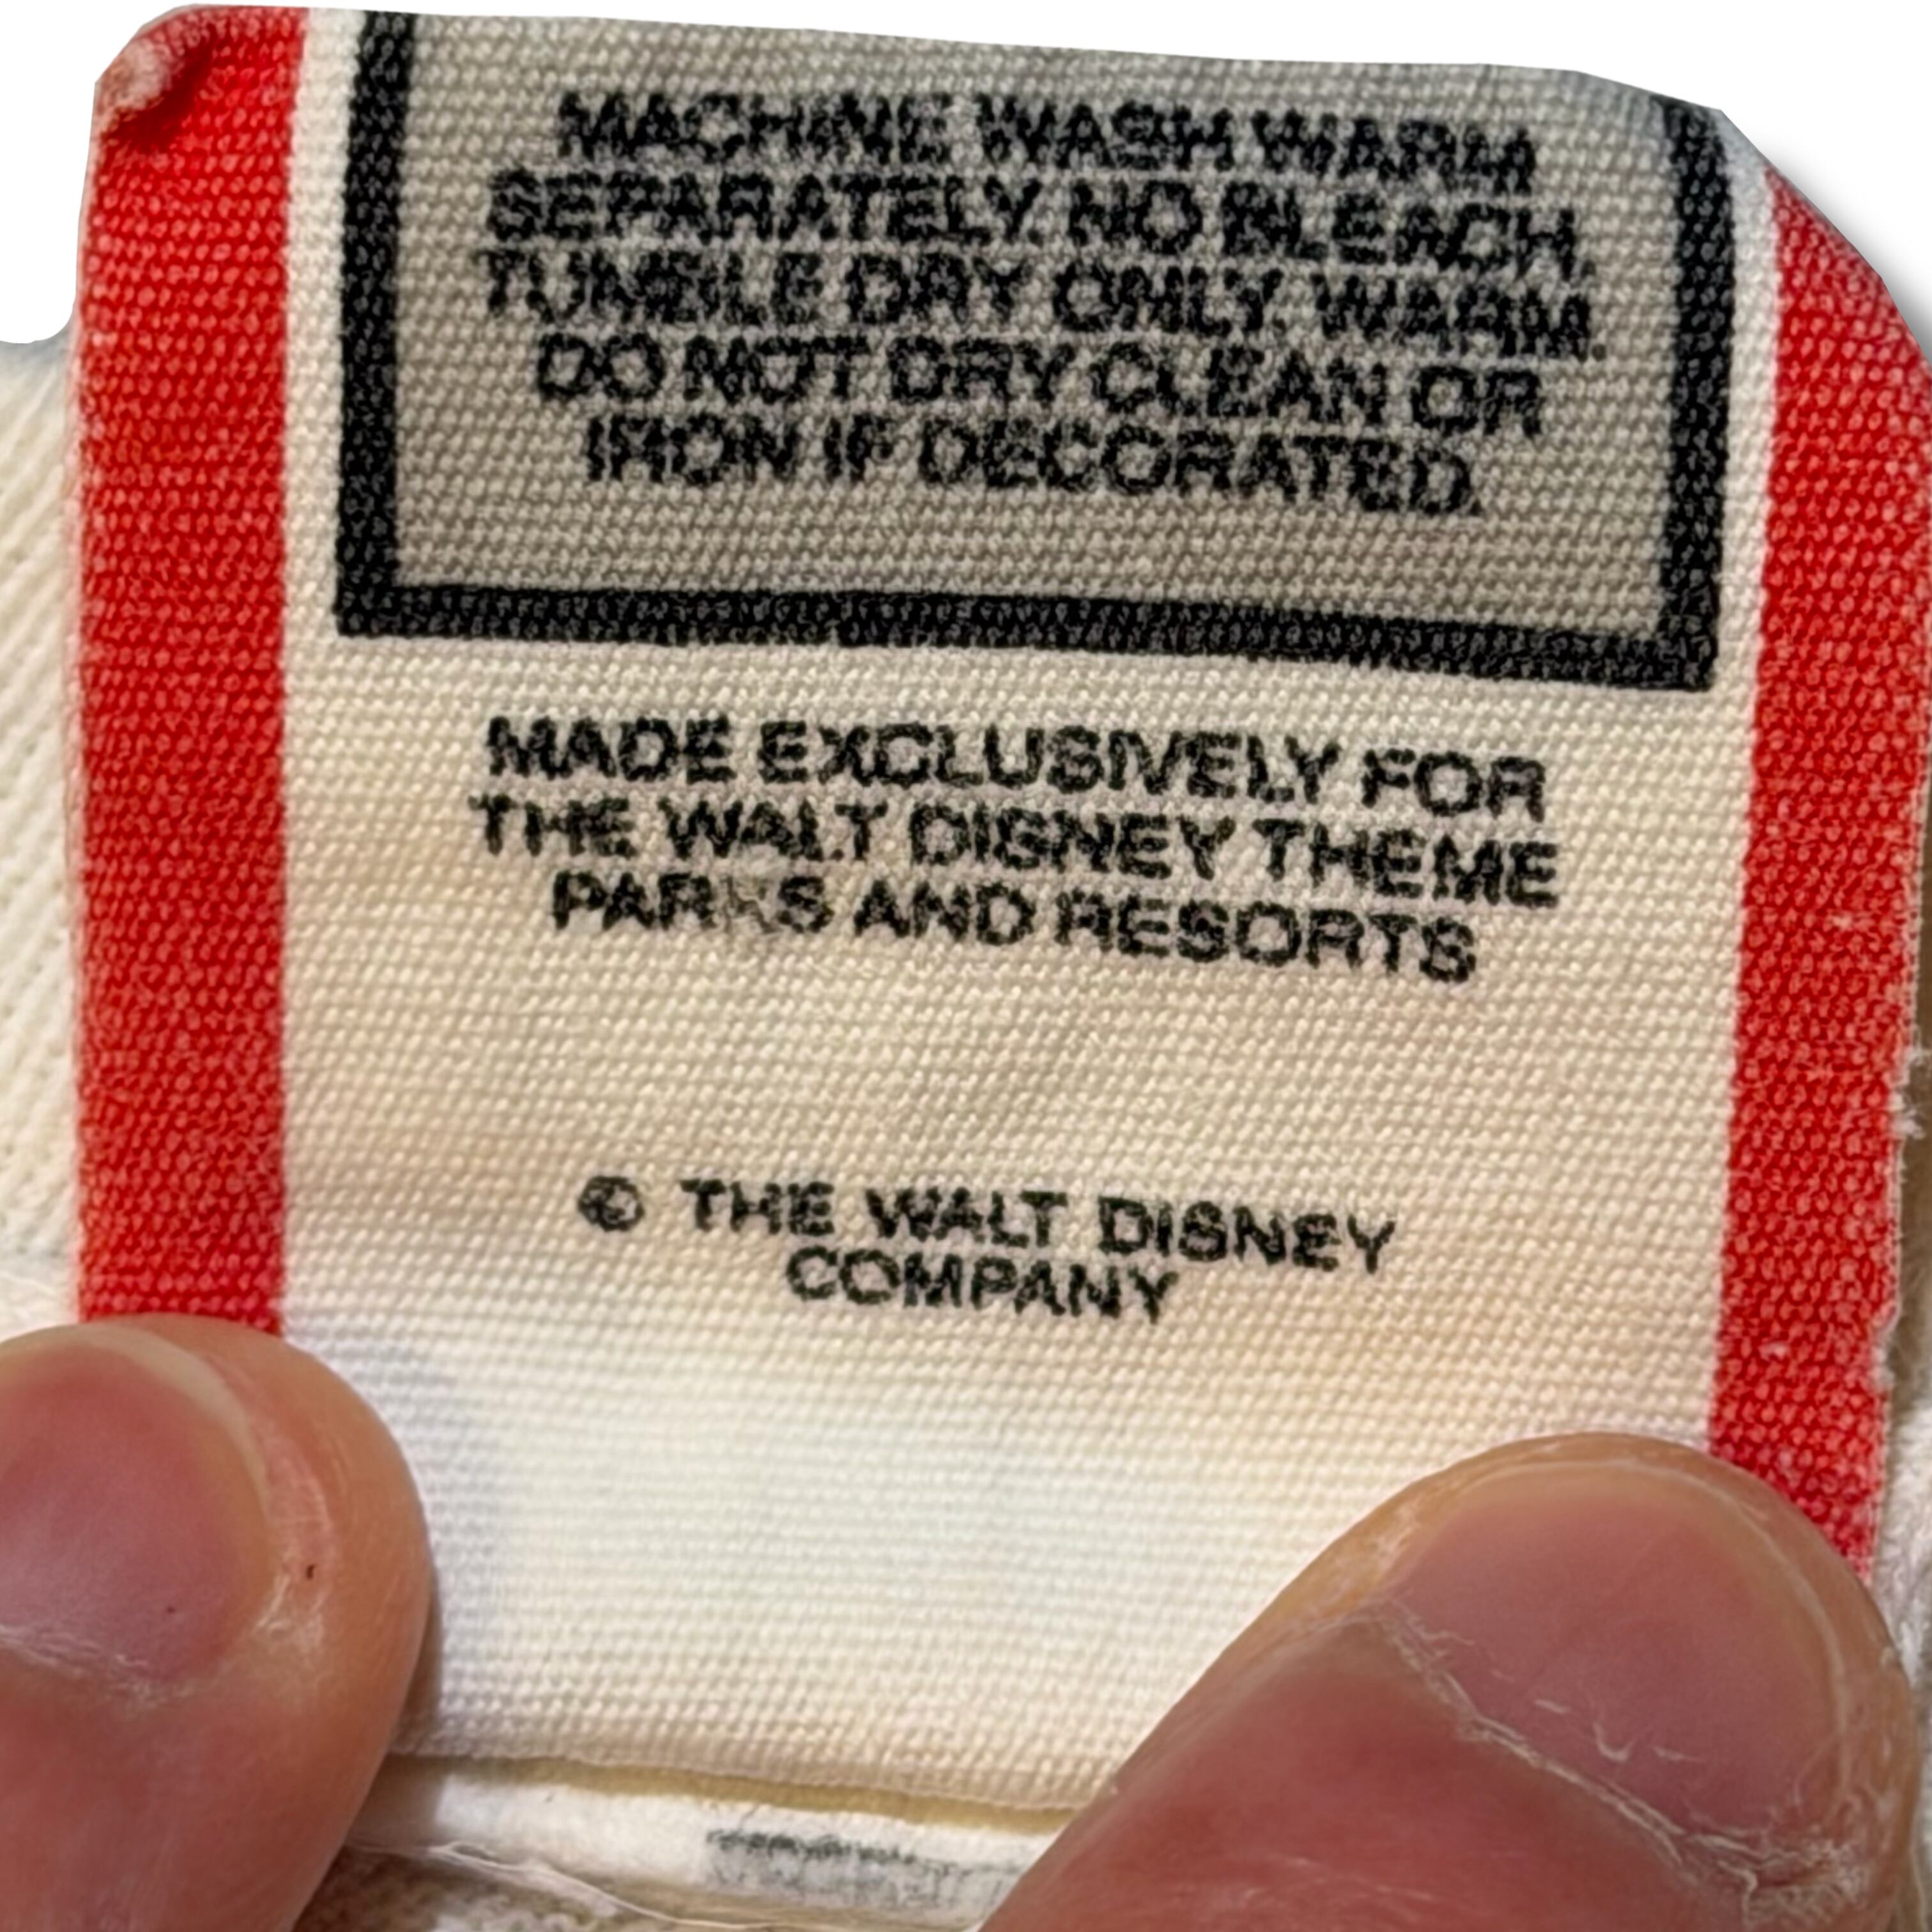 MACHINE WASH WARM
SEPARATELY. NO BLEACH.
TUMBLE DRY ONLY. WARM.
DO NOT DRY CLEAN OR
IRON IF DECORATED.
MADE EXCLUSIVELY FOR
THE WALT DISNEY THEME
PARKS AND RESORTS
© THE WALT DISNEY
COMPANY